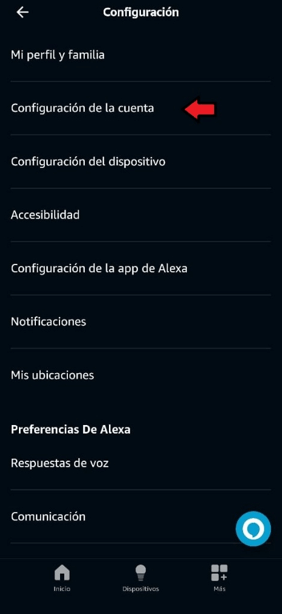 Configuración
Mi perfil y familia
Configuración de la cuenta
Configuración del dispositivo
Accesibilidad
Configuración de la app de Alexa
Notificaciones
Mis ubicaciones
Preferencias De Alexa
Respuestas de voz
Comunicación
Inicio
Dispositivos
Más